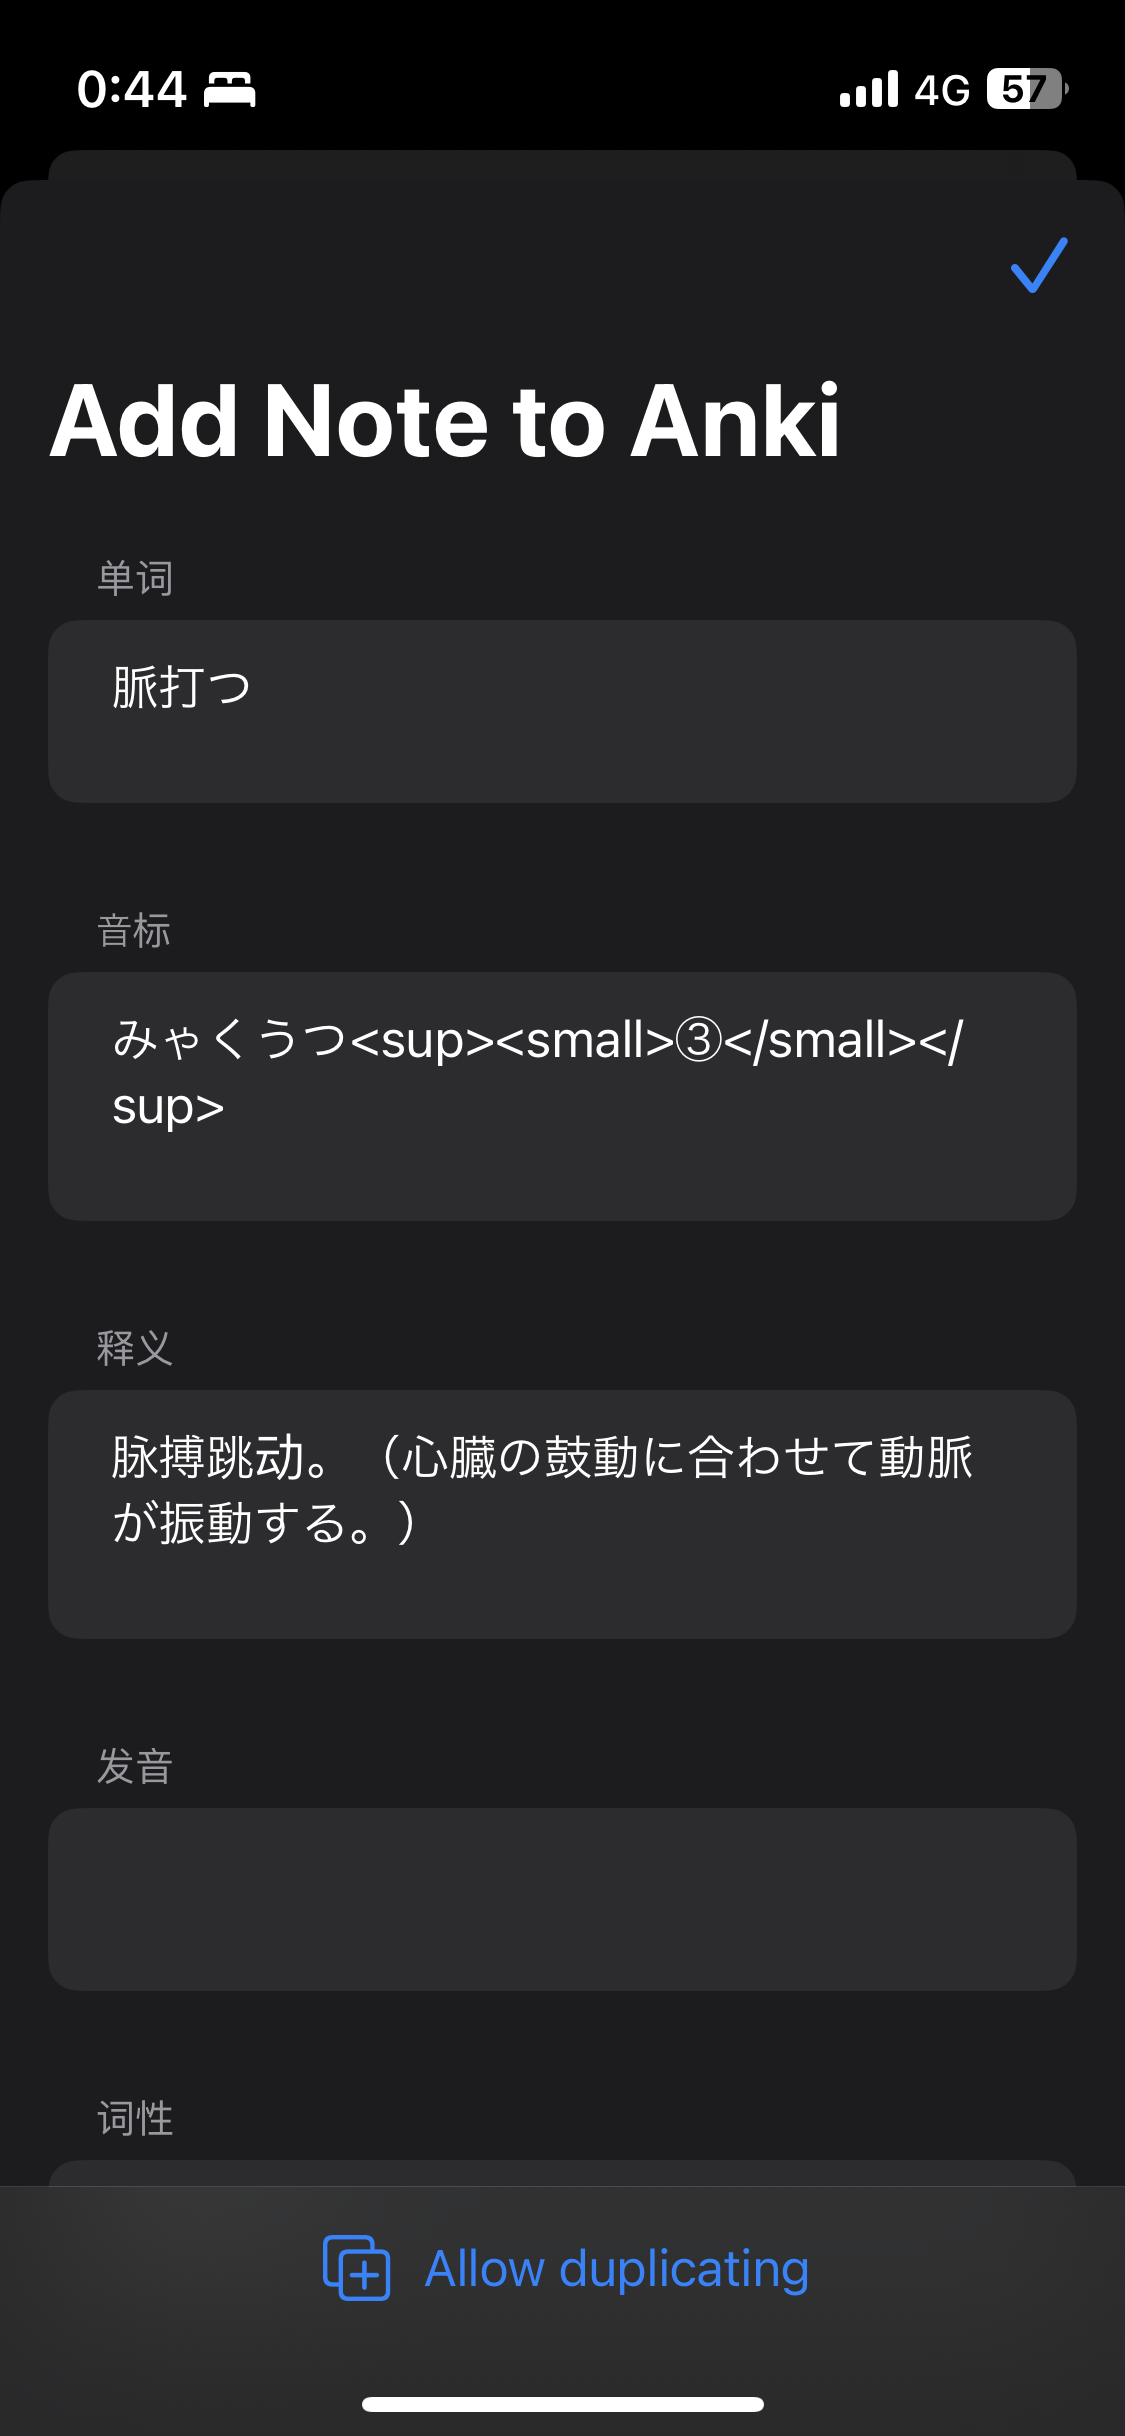 0:44 4G 57
Add Note to Anki
单词
脈打つ
音标
みゃくうつ<sup><small>③</small></
sup>
释义
脉搏跳动。（心臓の鼓動に合わせて動脈
が振動する。）
发音
词性
Allow duplicating